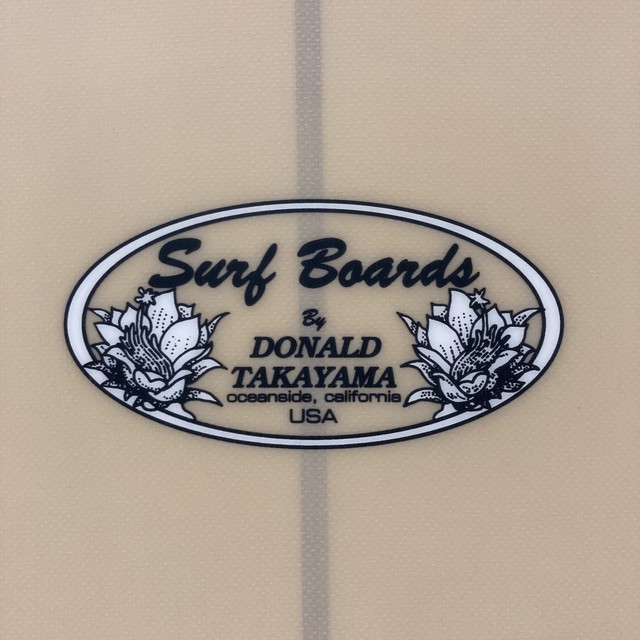 Surf Boards
By
DONALD
TAKAYAMA
oceanside, california
USA